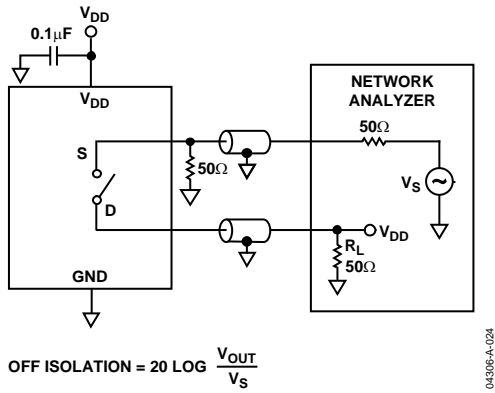 VDD
0.1μF
VDD
NETWORK
ANALYZER
50Ω
S
50Ω
VS
D
VDD
RL
50Ω
GND
OFF ISOLATION = 20 LOG VOUT
VS
04306-A-024